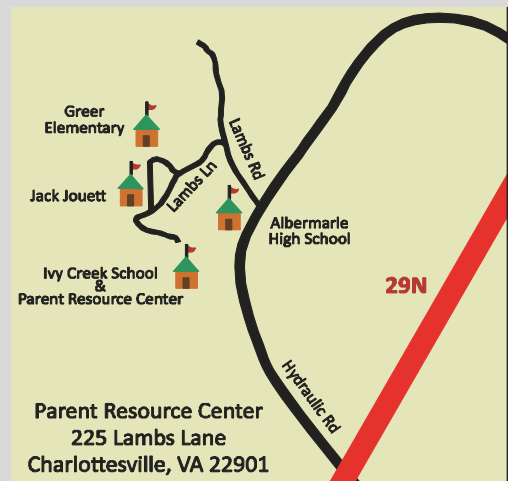 Greer
Elementary
Lambs Rd
Lambs Ln
Jack Jouett
Albermarle
High School
Ivy Creek School
&
Parent Resource Center
29N
Hydraulic Rd
Parent Resource Center
225 Lambs Lane
Charlottesville, VA 22901